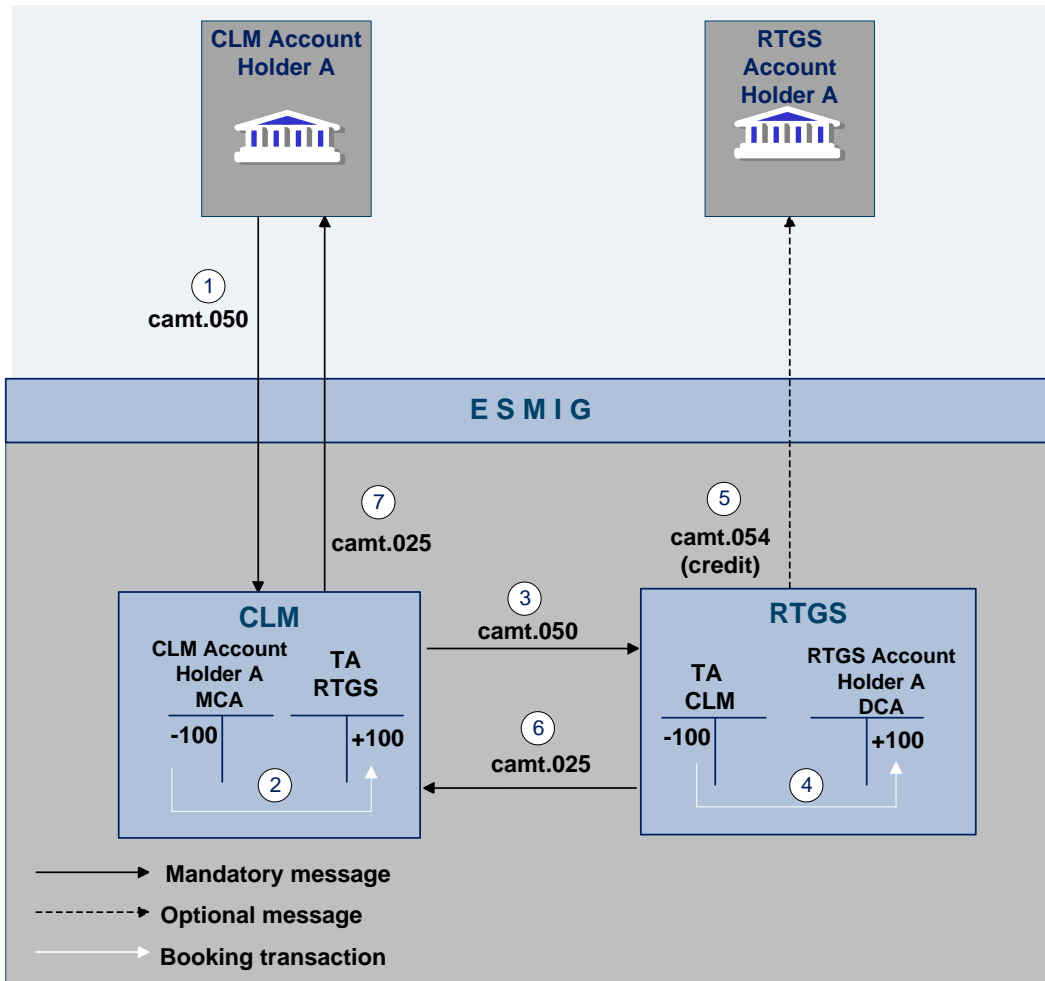 CLM Account
Holder A
RTGS
Account
Holder A
1
camt.050
E S M I G
7
camt.025
5
camt.054
(credit)
CLM
CLM Account
Holder A
MCA
TA
RTGS
-100
+100
2
3
camt.050
6
camt.025
RTGS
TA
CLM
RTGS Account
Holder A
DCA
-100
+100
4
Mandatory message
Optional message
Booking transaction